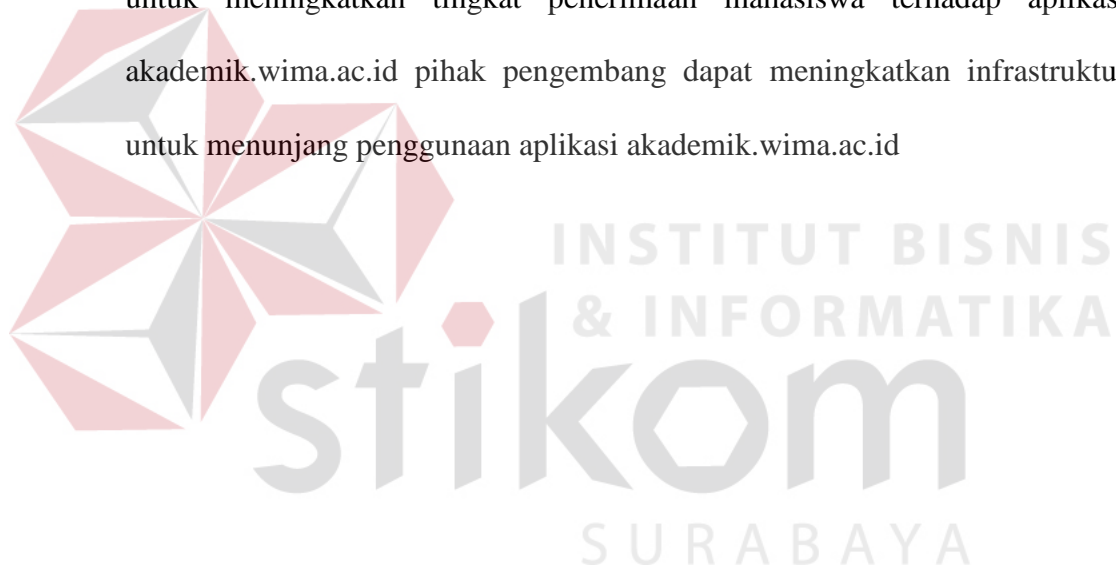 untuk meningkatkan tingkat penerimaan mahasiswa terhadap aplikas
akademik.wima.ac.id pihak pengembang dapat meningkatkan infrastruktu
untuk menunjang penggunaan aplikasi akademik.wima.ac.id
INSTITUT BISNIS
& INFORMATIKA
stikom
SURABAYA